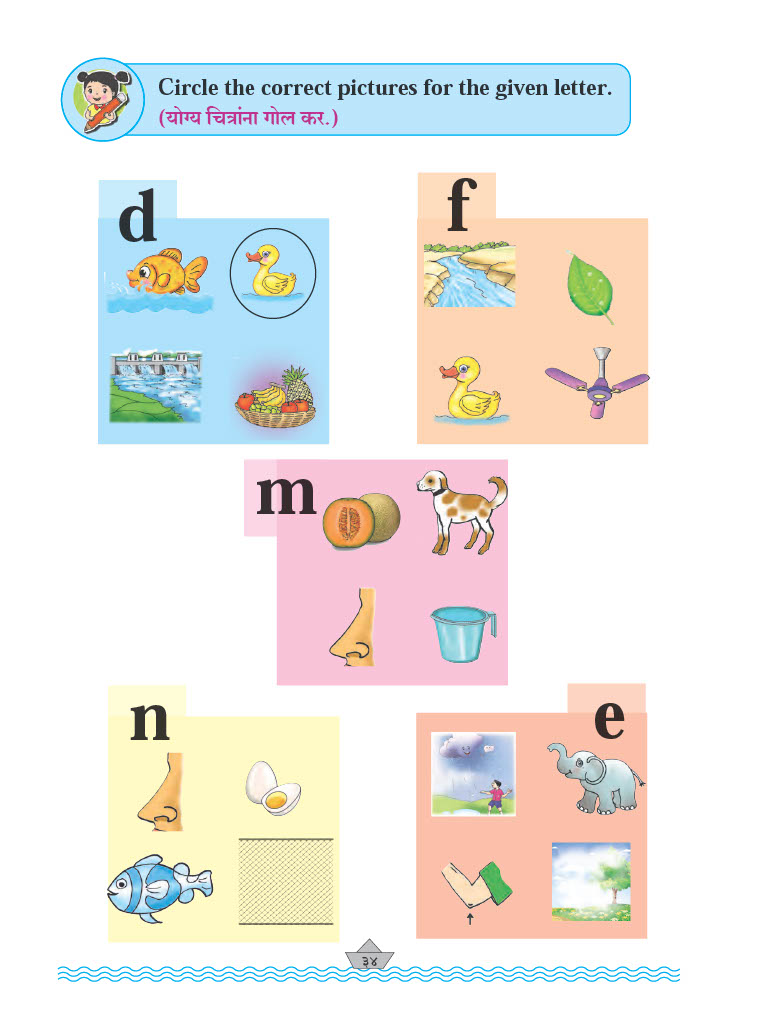 Circle the correct pictures for the given letter.
(योग्य चित्रांना गोल कर.)
d
f
m
n
e
३४